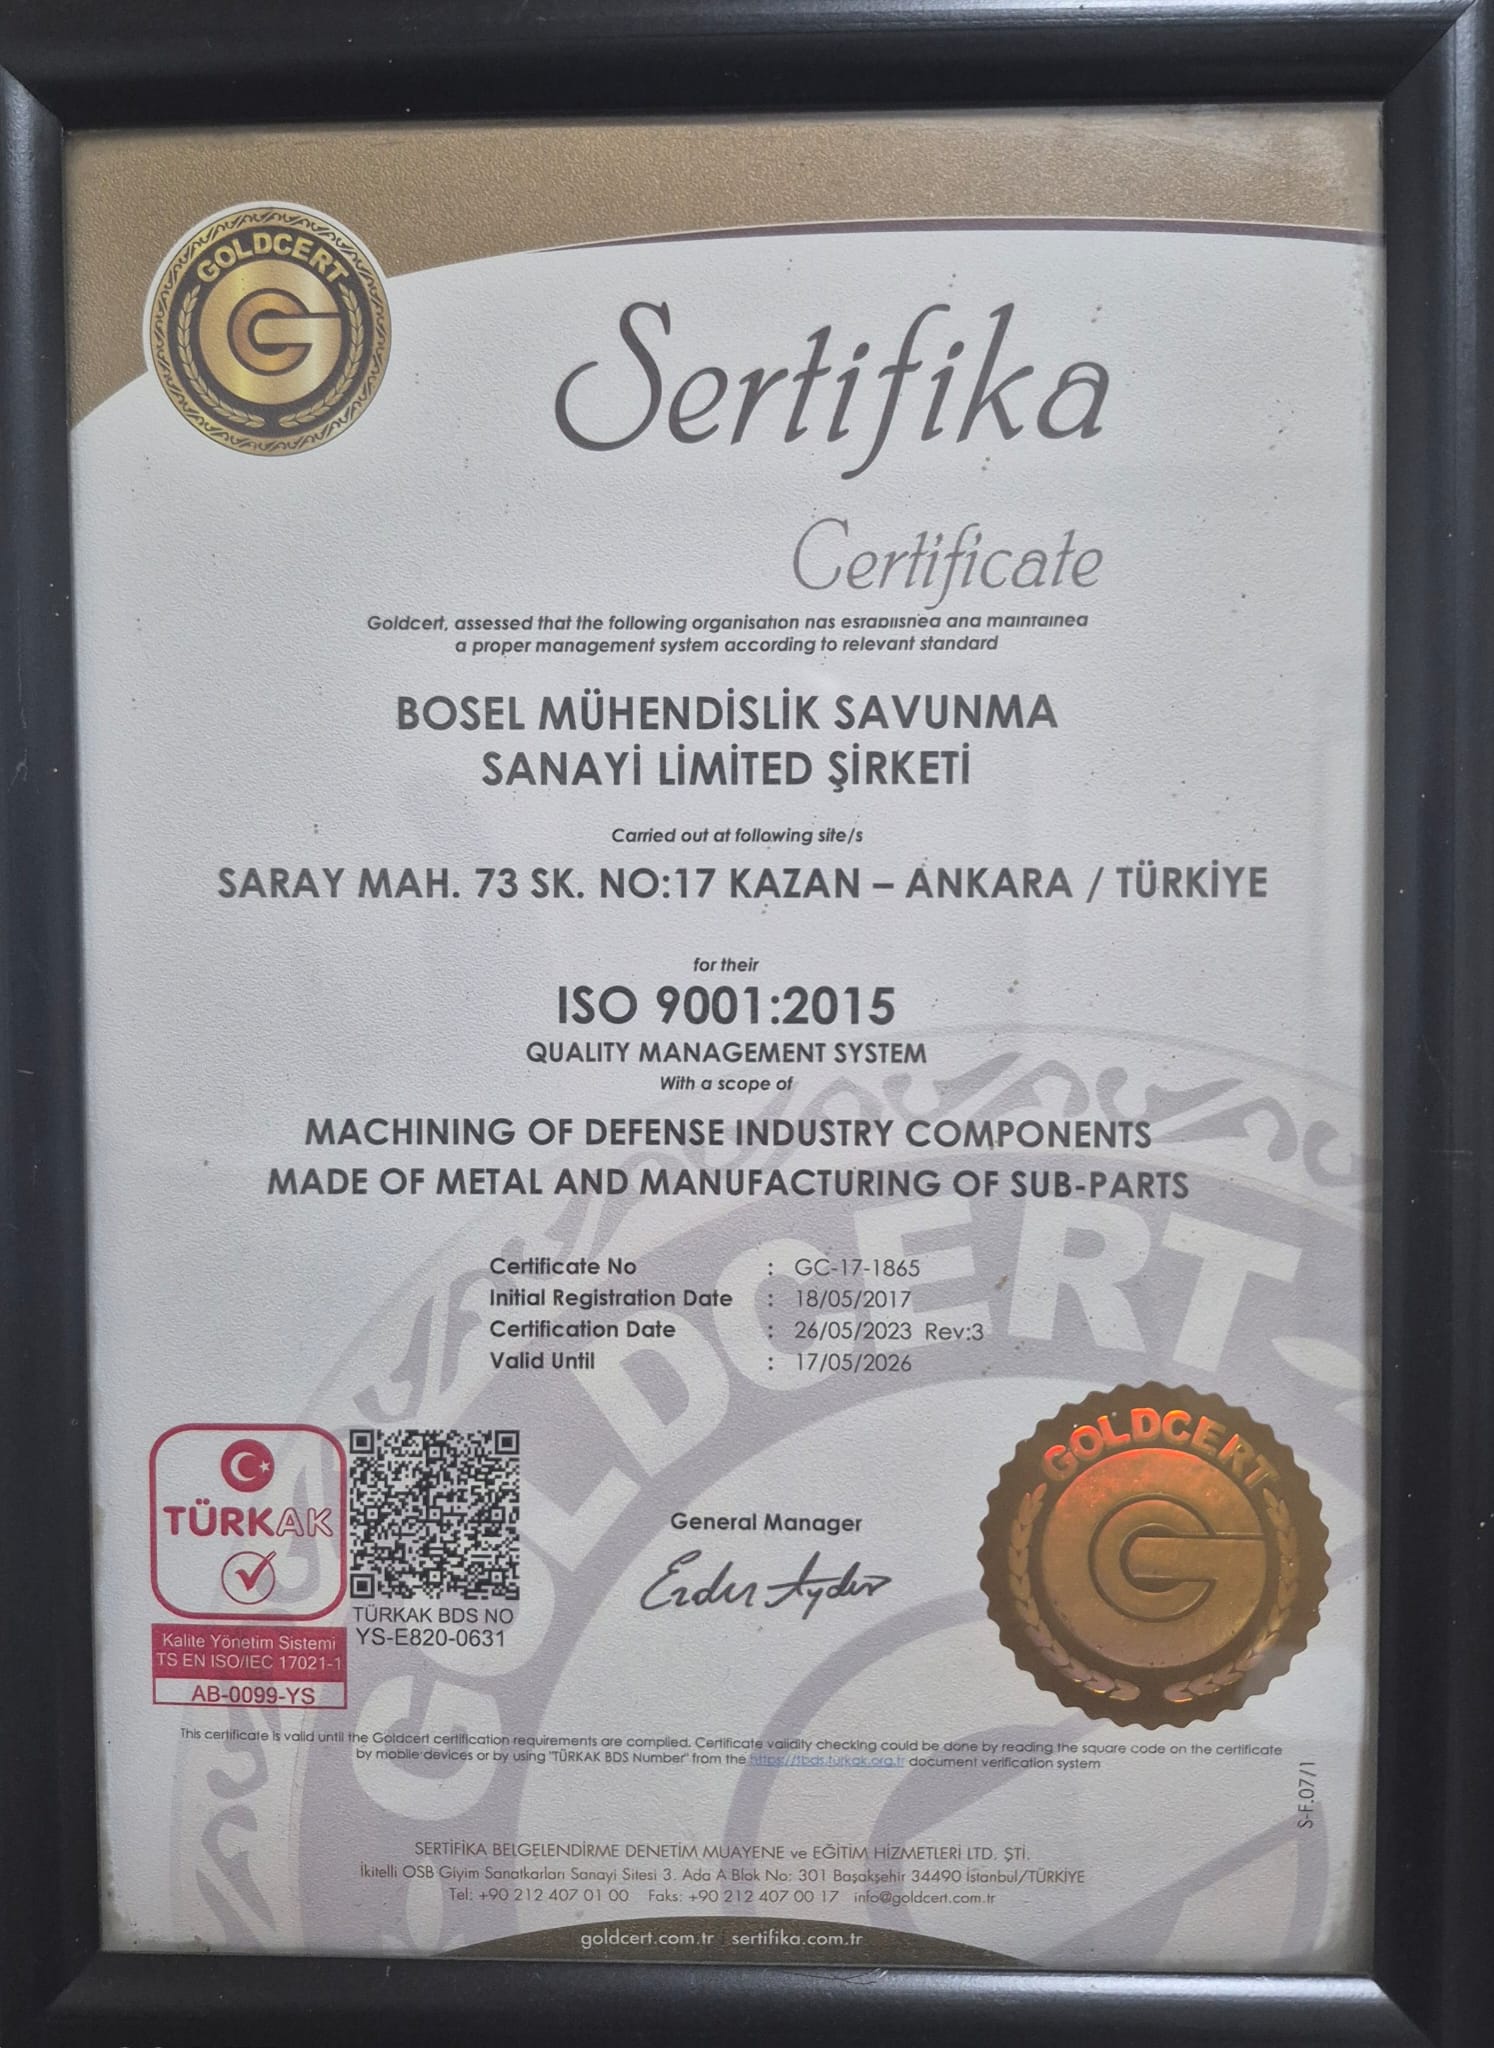 GOLDCERT
Sertifika
Certificate
Goldcert, assessed that the following organisation has established and maintained
a proper management system according to relevant standard
BOSEL MÜHENDİSLİK SAVUNMA
SANAYİ LİMİTED ŞİRKETİ
Carried out at following site/s
SARAY MAH. 73 SK. NO:17 KAZAN – ANKARA / TÜRKİYE
for their
ISO 9001:2015
QUALITY MANAGEMENT SYSTEM
With a scope of
MACHINING OF DEFENSE INDUSTRY COMPONENTS
MADE OF METAL AND MANUFACTURING OF SUB-PARTS
Certificate No : GC-17-1865
Initial Registration Date : 18/05/2017
Certification Date : 26/05/2023 Rev:3
Valid Until : 17/05/2026
GOLDCERT
TÜRKAK
TÜRKAK BDS NO
YS-E820-0631
Kalite Yönetim Sistemi
TS EN ISO/IEC 17021-1
AB-0099-YS
General Manager
Erder Aydın
GOLDCERT
This certificate is valid until the Goldcert certification requirements are complied. Certificate validity checking could be done by reading the square code on the certificate
by mobile devices or by using "TÜRKAK BDS Number" from the https://tbds.turkak.org.tr document verification system
S-F.07/1
SERTİFİKA BELGELENDİRME DENETİM MUAYENE ve EĞİTİM HİZMETLERİ LTD. ŞTİ.
İkitelli OSB Giyim Sanatkarları Sanayi Sitesi 3. Ada A Blok No: 301 Başakşehir 34490 İstanbul/TÜRKİYE
Tel: +90 212 407 01 00 Faks: +90 212 407 00 17 info@goldcert.com.tr
goldcert.com.tr sertifika.com.tr